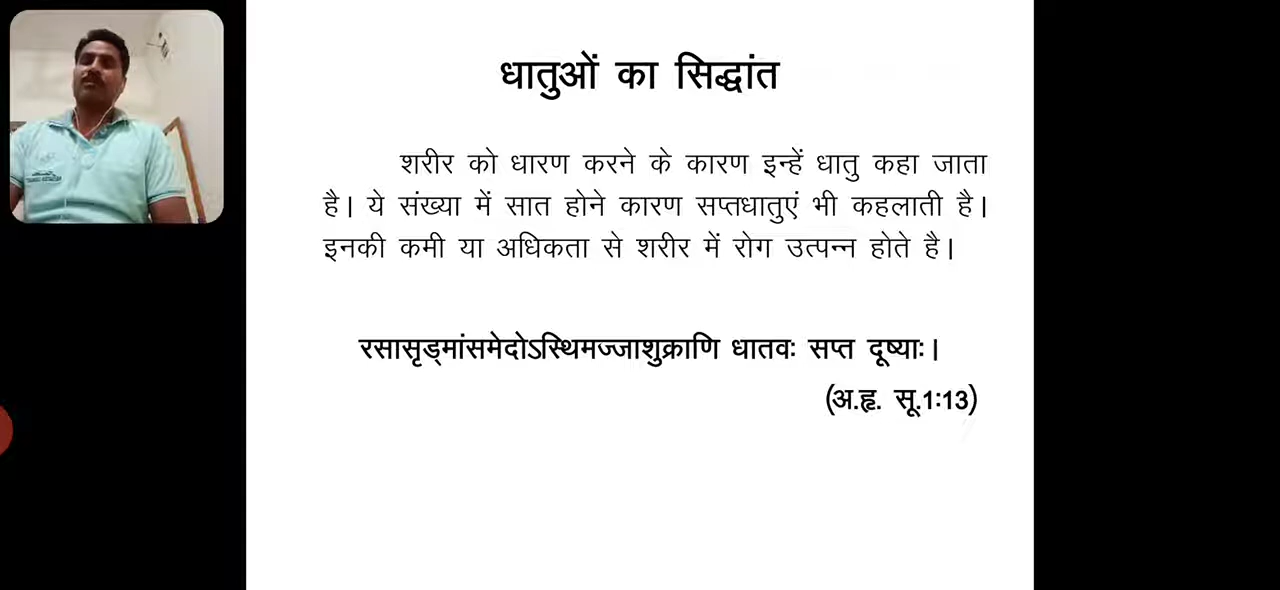 धातुओं का सिद्धांत
शरीर को धारण करने के कारण इन्हें धातु कहा जाता
है। ये संख्या में सात होने कारण सप्तधातुएं भी कहलाती है।
इनकी कमी या अधिकता से शरीर में रोग उत्पन्न होते है।
रसासृड्मांसमेदोऽस्थिमज्जाशुक्राणि धातवः सप्त दूष्याः।
(अ.हृ. सू.1:13)